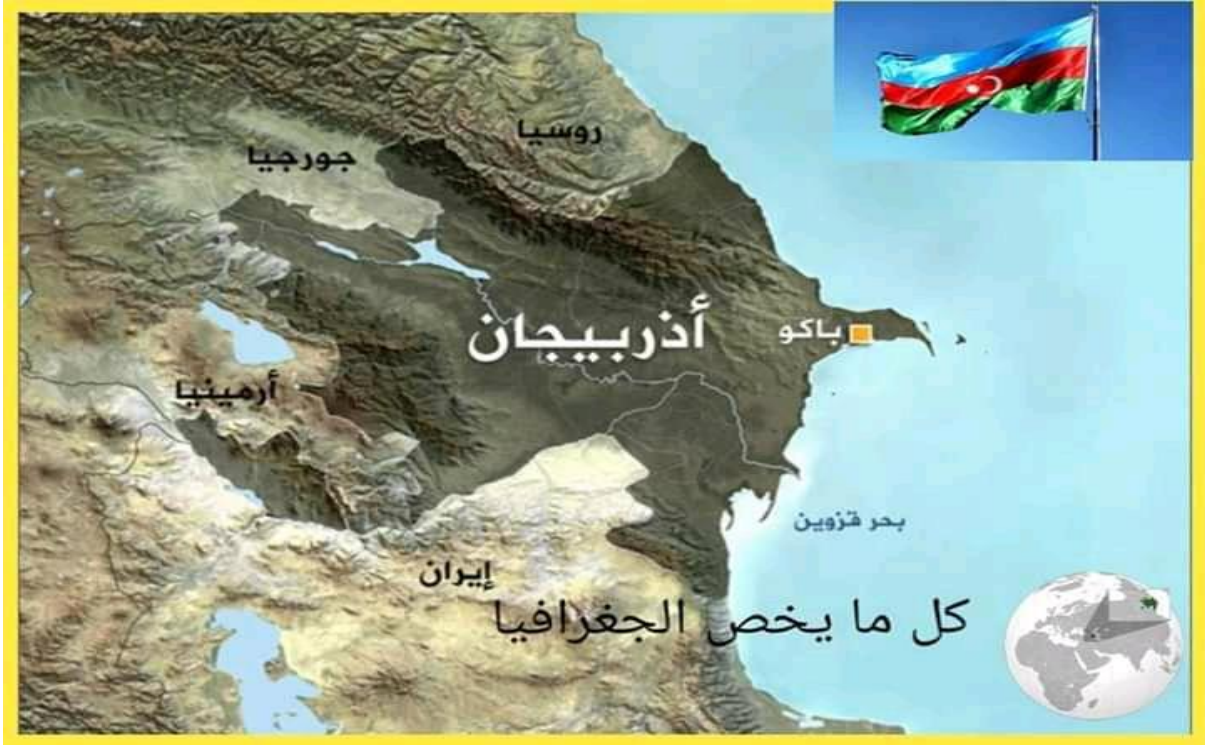 روسيا
جورجيا
أذربيجان
باكو
أرمينيا
بحر قزوين
إيران
كل ما يخص الجغرافيا